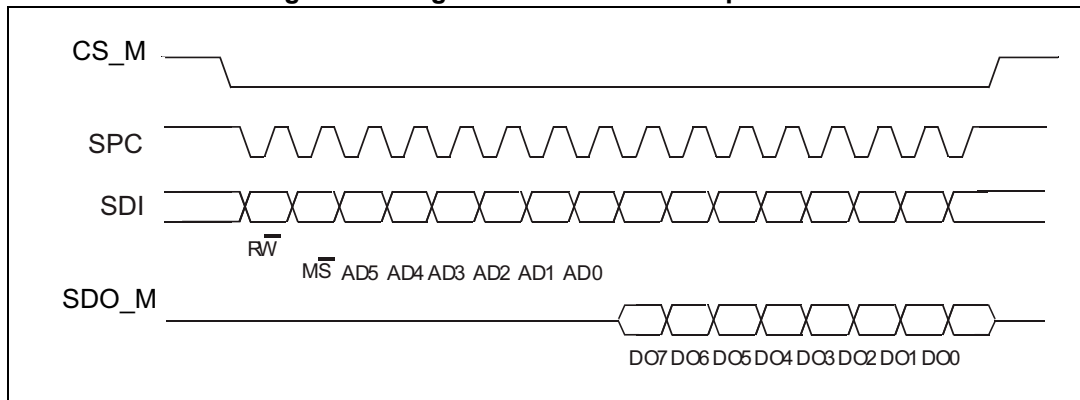 CS_M
SPC
SDI
RW̅
MS̅ AD5 AD4 AD3 AD2 AD1 AD0
SDO_M
DO7 DO6 DO5 DO4 DO3 DO2 DO1 DO0